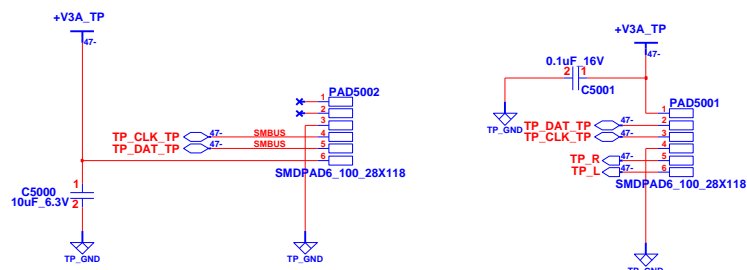 +V3A_TP
47-
+V3A_TP
47-
0.1uF_16V
2 1
C5001
PAD5002
1
2
3
TP_CLK_TP 47- SMBUS 4
TP_DAT_TP 47- SMBUS 5
6
SMDPAD6_100_28X118
PAD5001
1
TP_DAT_TP 47- 2
TP_CLK_TP 47- 3
4
TP_R 47- 5
TP_L 47- 6
SMDPAD6_100_28X118
TP_GND
1
C5000
10uF_6.3V
2
TP_GND
TP_GND
TP_GND